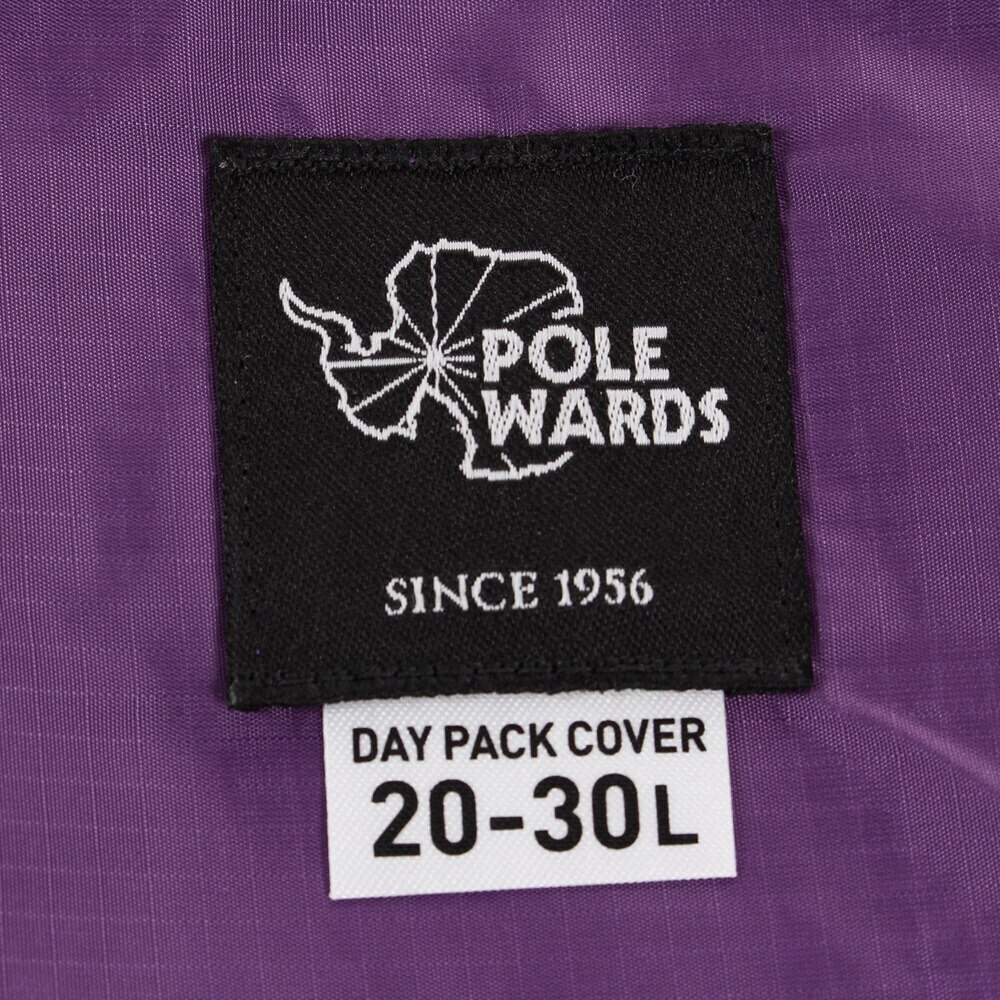 POLE
WARDS
SINCE 1956
DAY PACK COVER
20-30L